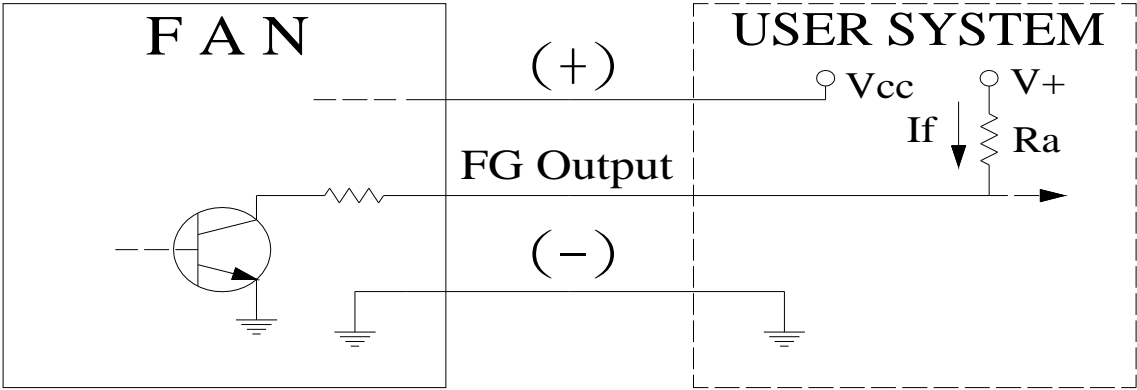 F A N
USER SYSTEM
(+)
Vcc
V+
If
Ra
FG Output
(-)